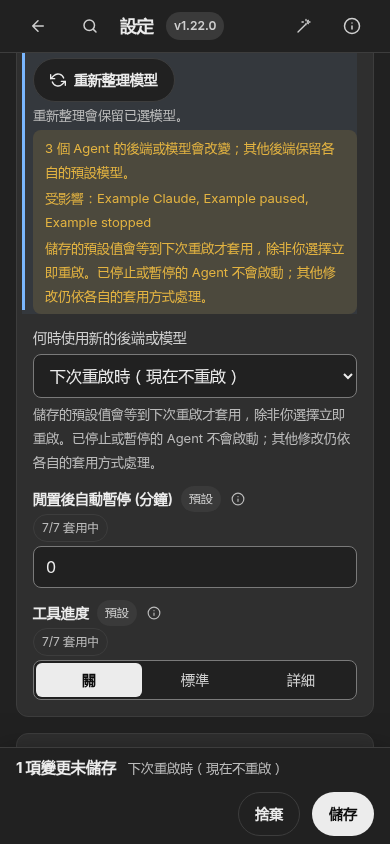 設定 v1.22.0
重新整理模型
重新整理會保留已選模型。
3 個 Agent 的後端或模型會改變；其他後端保留各
自的預設模型。
受影響：Example Claude, Example paused,
Example stopped
儲存的預設值會等到下次重啟才套用，除非你選擇立
即重啟。已停止或暫停的 Agent 不會啟動；其他修
改仍依各自的套用方式處理。
何時使用新的後端或模型
下次重啟時（現在不重啟）
儲存的預設值會等到下次重啟才套用，除非你選擇立即
重啟。已停止或暫停的 Agent 不會啟動；其他修改仍依
各自的套用方式處理。
閒置後自動暫停 (分鐘) 預設
7/7 套用中
0
工具進度 預設
7/7 套用中
關 標準 詳細
1 項變更未儲存 下次重啟時（現在不重啟）
捨棄 儲存